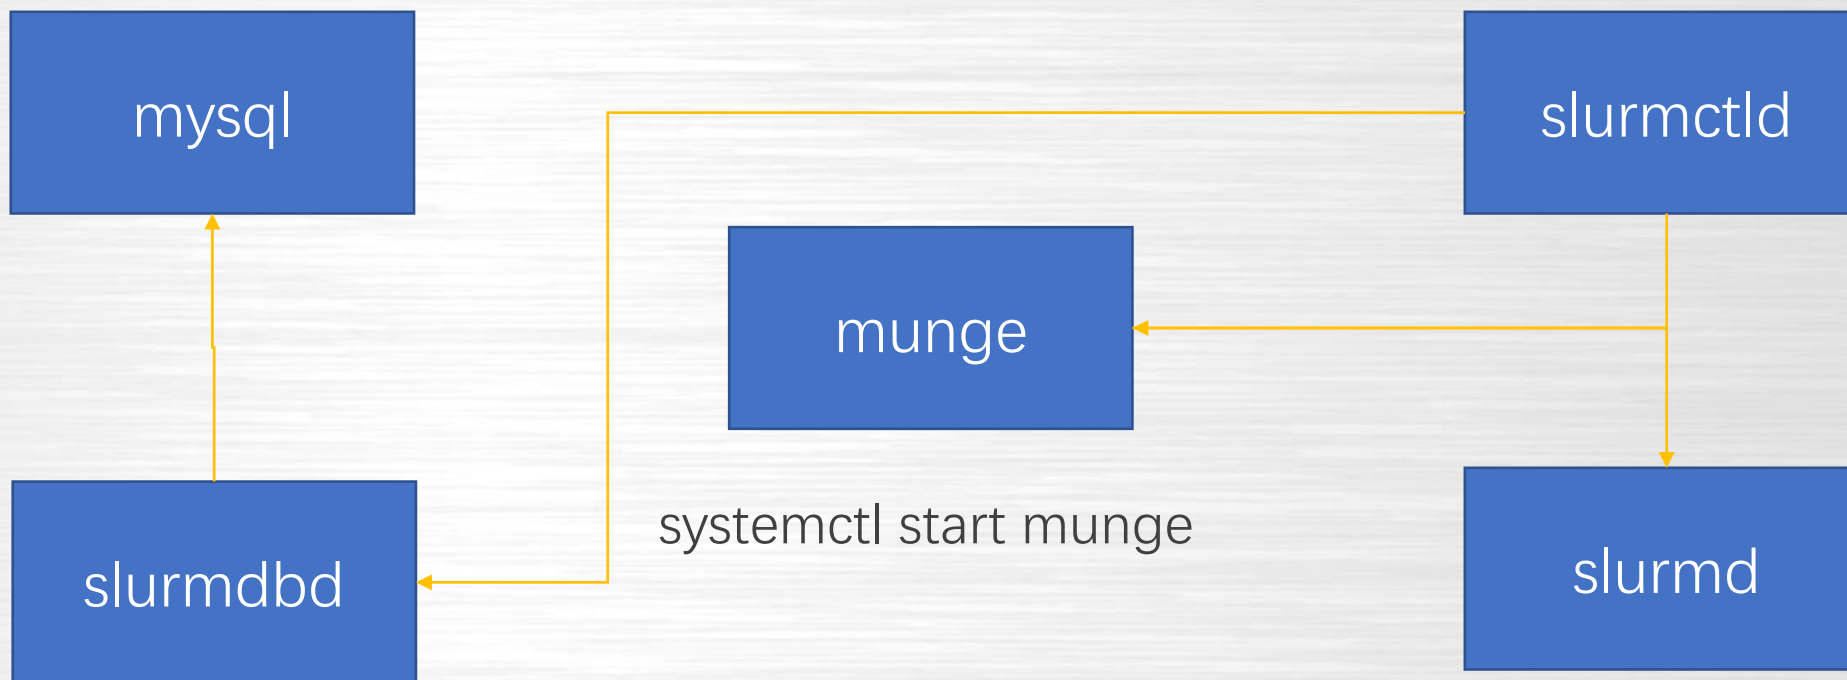 mysql
slurmctld
munge
systemctl start munge
slurmdbd
slurmd